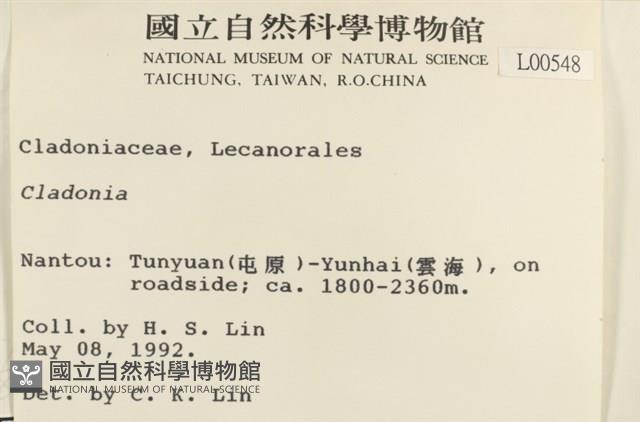 國立自然科學博物館
NATIONAL MUSEUM OF NATURAL SCIENCE
TAICHUNG, TAIWAN, R.O.CHINA
L00548
Cladoniaceae, Lecanorales
Cladonia
Nantou: Tunyuan(屯原)-Yunhai(雲海), on
roadside; ca. 1800-2360m.
Coll. by H. S. Lin
May 08, 1992.
國立自然科學博物館
NATIONAL MUSEUM OF NATURAL SCIENCE
Det. by C. K. Lin